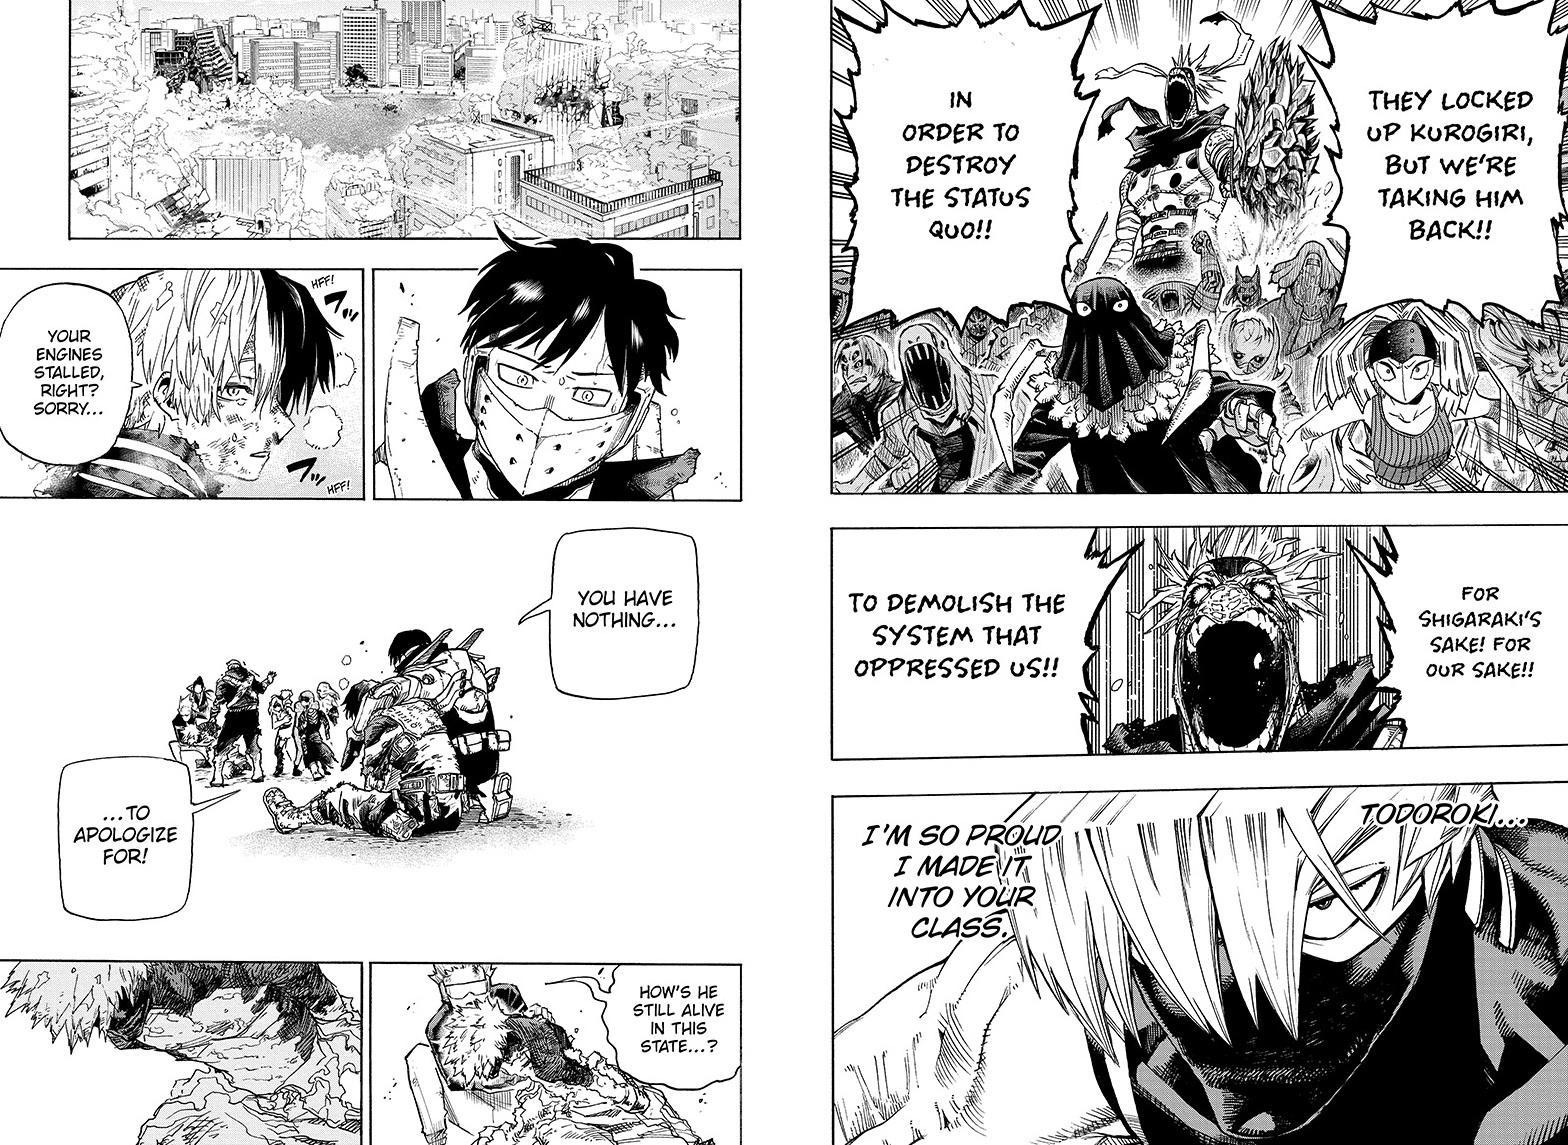 THEY LOCKED
UP KUROGIRI,
BUT WE'RE
TAKING HIM
BACK!!
IN
ORDER TO
DESTROY
THE STATUS
QUO!!
FOR
SHIGARAKI'S
SAKE! FOR
OUR SAKE!!
TO DEMOLISH THE
SYSTEM THAT
OPPRESSED US!!
TODOROKI...
I'M SO PROUD
I MADE IT
INTO YOUR
CLASS.
HFF!
YOUR
ENGINES
STALLED,
RIGHT?
SORRY...
HFF!
YOU HAVE
NOTHING...
...TO
APOLOGIZE
FOR!
HOW'S HE
STILL ALIVE
IN THIS
STATE...?